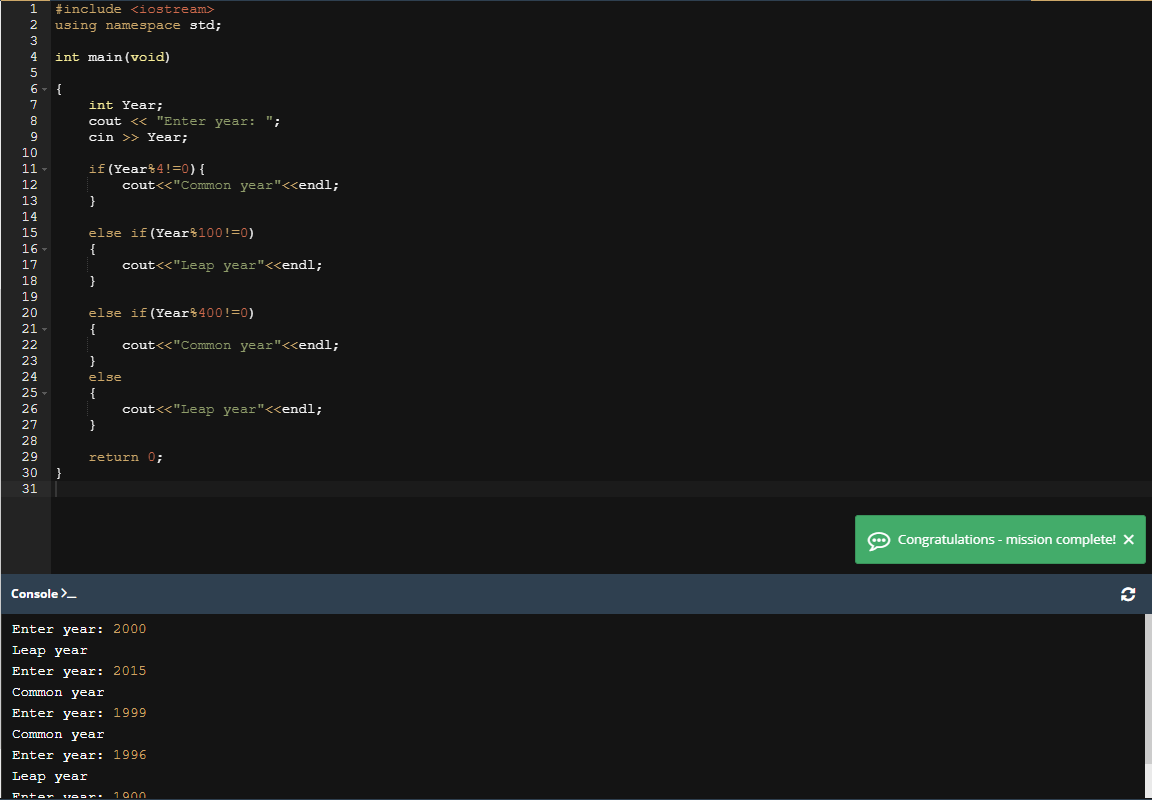 1 #include <iostream>
2 using namespace std;
3
4 int main(void)
5
6 {
7     int Year;
8     cout << "Enter year: ";
9     cin >> Year;
10
11     if(Year%4!=0){
12         cout<<"Common year"<<endl;
13     }
14
15     else if(Year%100!=0)
16     {
17         cout<<"Leap year"<<endl;
18     }
19
20     else if(Year%400!=0)
21     {
22         cout<<"Common year"<<endl;
23     }
24     else
25     {
26         cout<<"Leap year"<<endl;
27     }
28
29     return 0;
30 }
31
Congratulations - mission complete!
Console
Enter year: 2000
Leap year
Enter year: 2015
Common year
Enter year: 1999
Common year
Enter year: 1996
Leap year
Enter year: 1900